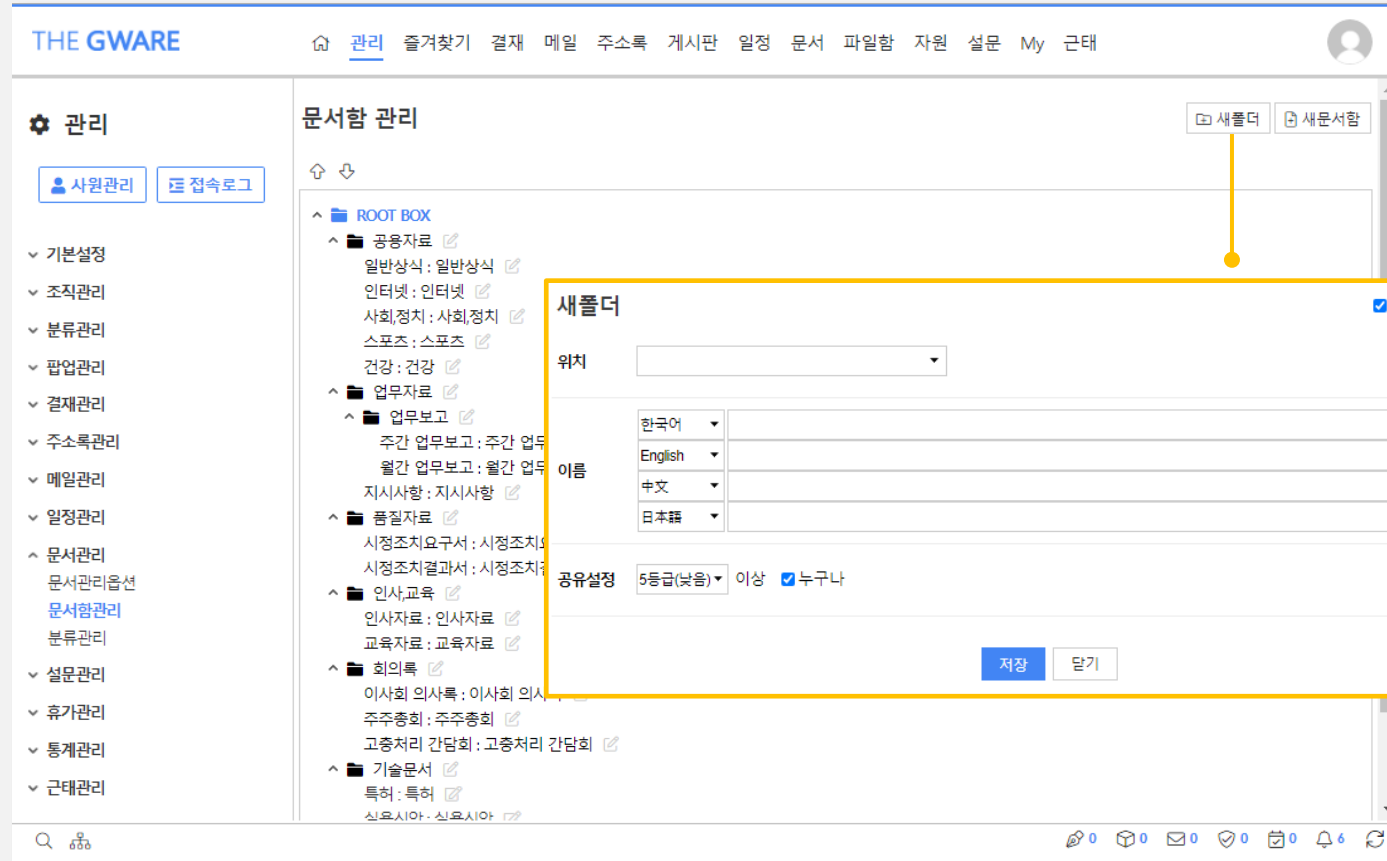 THE GWARE
관리 즐겨찾기 결재 메일 주소록 게시판 일정 문서 파일함 자원 설문 My 근태
관리
사원관리 접속로그
기본설정
조직관리
분류관리
팝업관리
결재관리
주소록관리
메일관리
일정관리
문서관리
문서관리옵션
문서함관리
분류관리
설문관리
휴가관리
통계관리
근태관리
문서함 관리
새폴더 새문서함
ROOT BOX
공용자료
일반상식 : 일반상식
인터넷 : 인터넷
사회,정치 : 사회,정치
스포츠 : 스포츠
건강 : 건강
업무자료
업무보고
주간 업무보고 : 주간 업무
월간 업무보고 : 월간 업무
지시사항 : 지시사항
품질자료
시정조치요구서 : 시정조치
시정조치결과서 : 시정조치
인사,교육
인사자료 : 인사자료
교육자료 : 교육자료
회의록
이사회 의사록 : 이사회 의사
주주총회 : 주주총회
고충처리 간담회 : 고충처리 간담회
기술문서
특허 : 특허
새폴더
위치
이름
한국어
English
中文
日本語
공유설정 5등급(낮음) 이상 누구나
저장 닫기
0 0 0 0 0 6